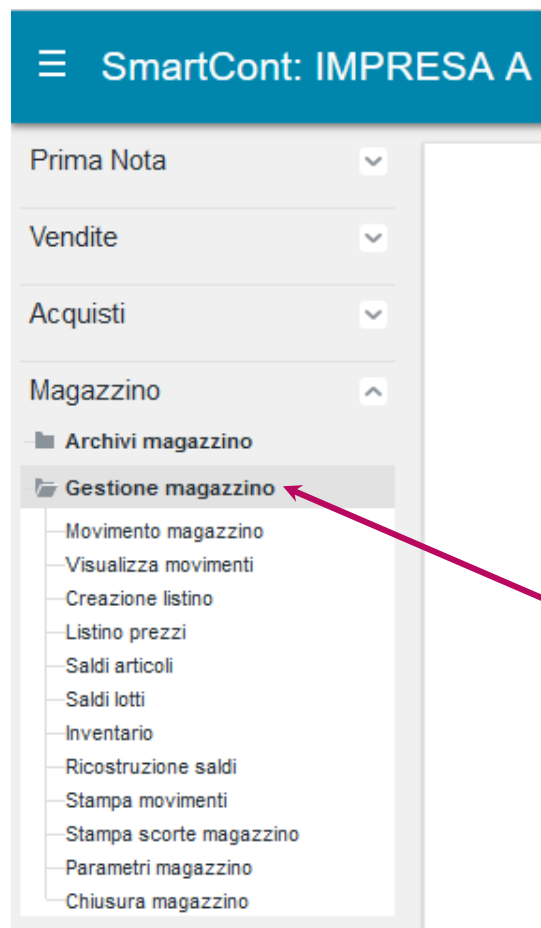 SmartCont: IMPRESA A
Prima Nota
Vendite
Acquisti
Magazzino
Archivi magazzino
Gestione magazzino
Movimento magazzino
Visualizza movimenti
Creazione listino
Listino prezzi
Saldi articoli
Saldi lotti
Inventario
Ricostruzione saldi
Stampa movimenti
Stampa scorte magazzino
Parametri magazzino
Chiusura magazzino